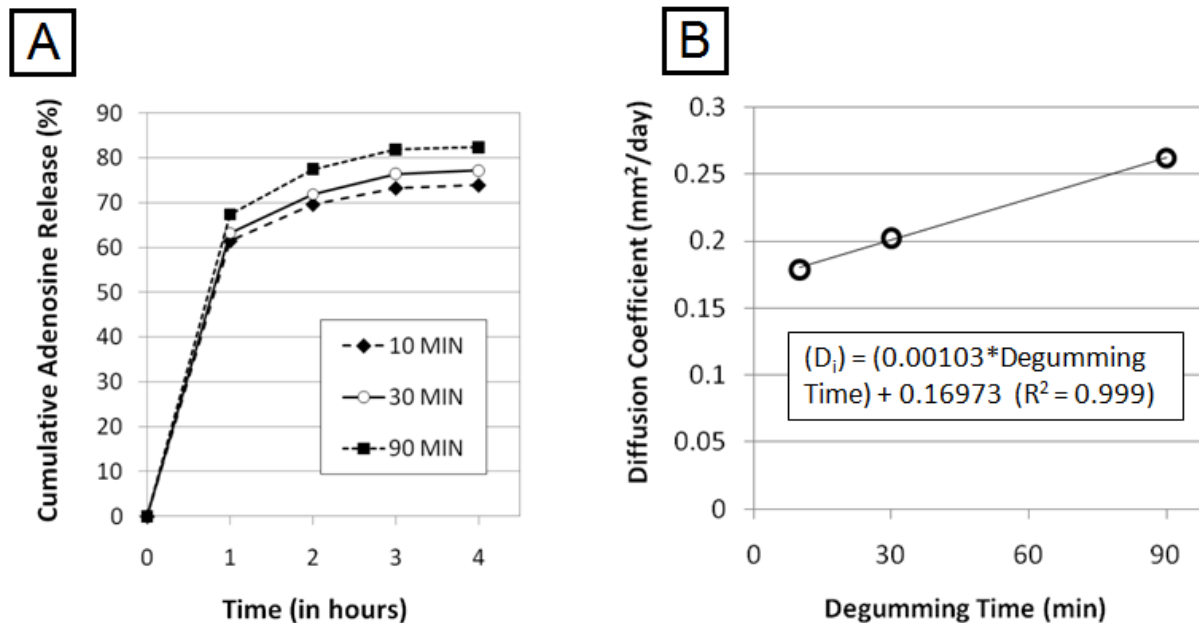 A
Cumulative Adenosine Release (%)
90
80
70
60
50
40
30
20
10
0
10 MIN
30 MIN
90 MIN
0 1 2 3 4
Time (in hours)
B
Diffusion Coefficient (mm²/day)
0.3
0.25
0.2
0.15
0.1
0.05
0
(Dᵢ) = (0.00103*Degumming
Time) + 0.16973 (R² = 0.999)
0 30 60 90
Degumming Time (min)